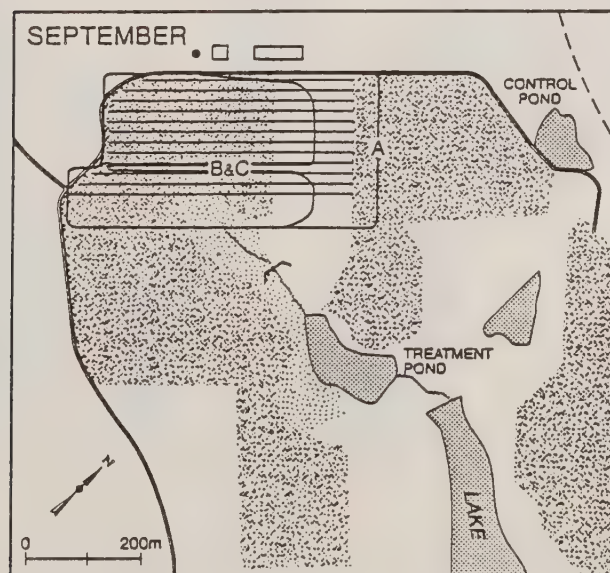 SEPTEMBER
CONTROL
POND
A
B&C
TREATMENT
POND
LAKE
N
0 200m